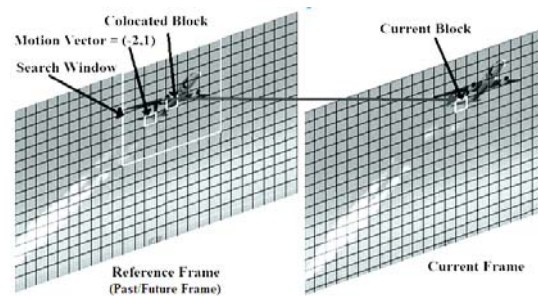 Colocated Block
Motion Vector = (-2,1)
Search Window
Current Block
Reference Frame
(Past/Future Frame)
Current Frame